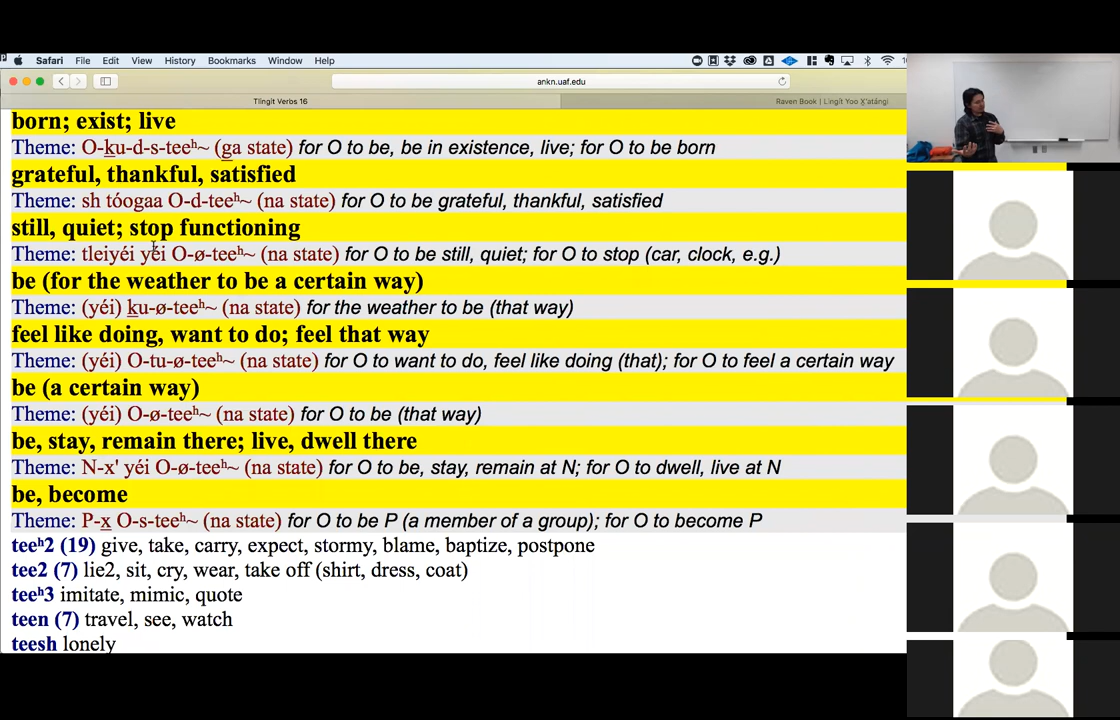 Safari File Edit View History Bookmarks Window Help
ankn.uaf.edu
Tlingit Verbs 16 Raven Book | Lingít Yoo X̱ʼatángi
born; exist; live
Theme: O-ḵu-d-s-teeʰ~ (g̱a state) for O to be, be in existence, live; for O to be born
grateful, thankful, satisfied
Theme: sh tóogaa O-d-teeʰ~ (na state) for O to be grateful, thankful, satisfied
still, quiet; stop functioning
Theme: tleiyéi yéi O-ø-teeʰ~ (na state) for O to be still, quiet; for O to stop (car, clock, e.g.)
be (for the weather to be a certain way)
Theme: (yéi) ḵu-ø-teeʰ~ (na state) for the weather to be (that way)
feel like doing, want to do; feel that way
Theme: (yéi) O-tu-ø-teeʰ~ (na state) for O to want to do, feel like doing (that); for O to feel a certain way
be (a certain way)
Theme: (yéi) O-ø-teeʰ~ (na state) for O to be (that way)
be, stay, remain there; live, dwell there
Theme: N-x' yéi O-ø-teeʰ~ (na state) for O to be, stay, remain at N; for O to dwell, live at N
be, become
Theme: P-x̱ O-s-teeʰ~ (na state) for O to be P (a member of a group); for O to become P
teeʰ2 (19) give, take, carry, expect, stormy, blame, baptize, postpone
tee2 (7) lie2, sit, cry, wear, take off (shirt, dress, coat)
teeʰ3 imitate, mimic, quote
teen (7) travel, see, watch
teesh lonely